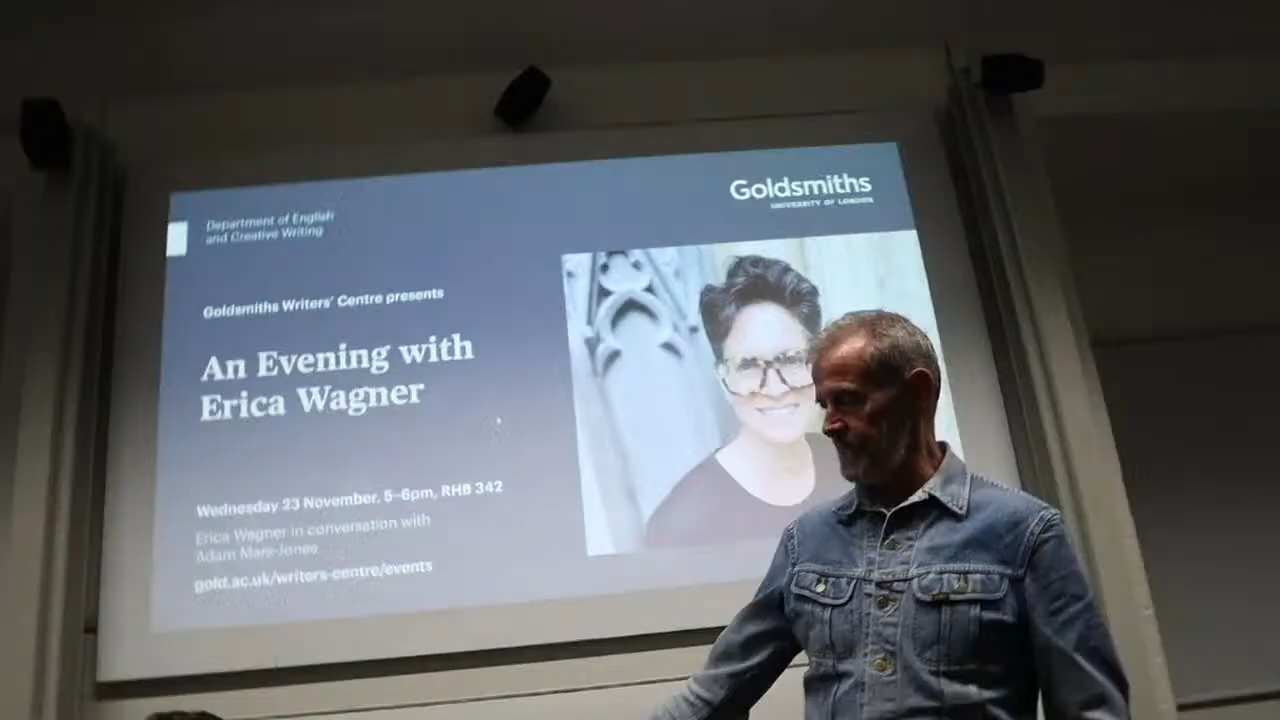 Goldsmiths
UNIVERSITY OF LONDON
Department of English
and Creative Writing
Goldsmiths Writers' Centre presents
An Evening with
Erica Wagner
Wednesday 23 November, 5–6pm, RHB 342
Erica Wagner in conversation with
Adam Mars-Jones
gold.ac.uk/writers-centre/events